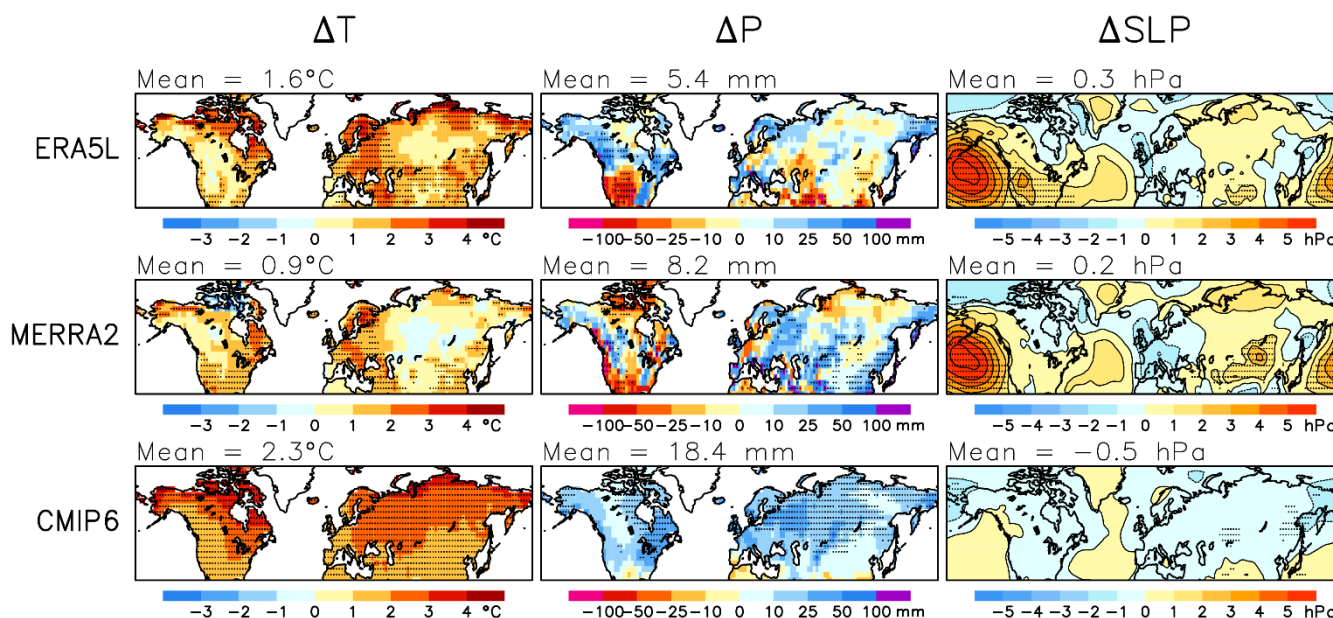 ΔT ΔP ΔSLP
Mean = 1.6°C 5.4 mm Mean = 0.3 hPa
ERA5L
-3 -2 -1 0 1 2 3 4 °C -100-50-25-10 0 10 25 50 100 mm -5 -4 -3 -2 -1 0 1 2 3 4 5 hPa
Mean = 0.9°C Mean = 8.2 mm Mean = 0.2 hPa
MERRA2
-3 -2 -1 0 1 2 3 4 °C -100-50-25-10 0 10 25 50 100 mm -5 -4 -3 -2 -1 0 1 2 3 4 5 hPa
Mean = 2.3°C Mean = 18.4 mm Mean = -0.5 hPa
CMIP6
-3 -2 -1 0 1 2 3 4 °C -100-50-25-10 0 10 25 50 100 mm -5 -4 -3 -2 -1 0 1 2 3 4 5 hPa